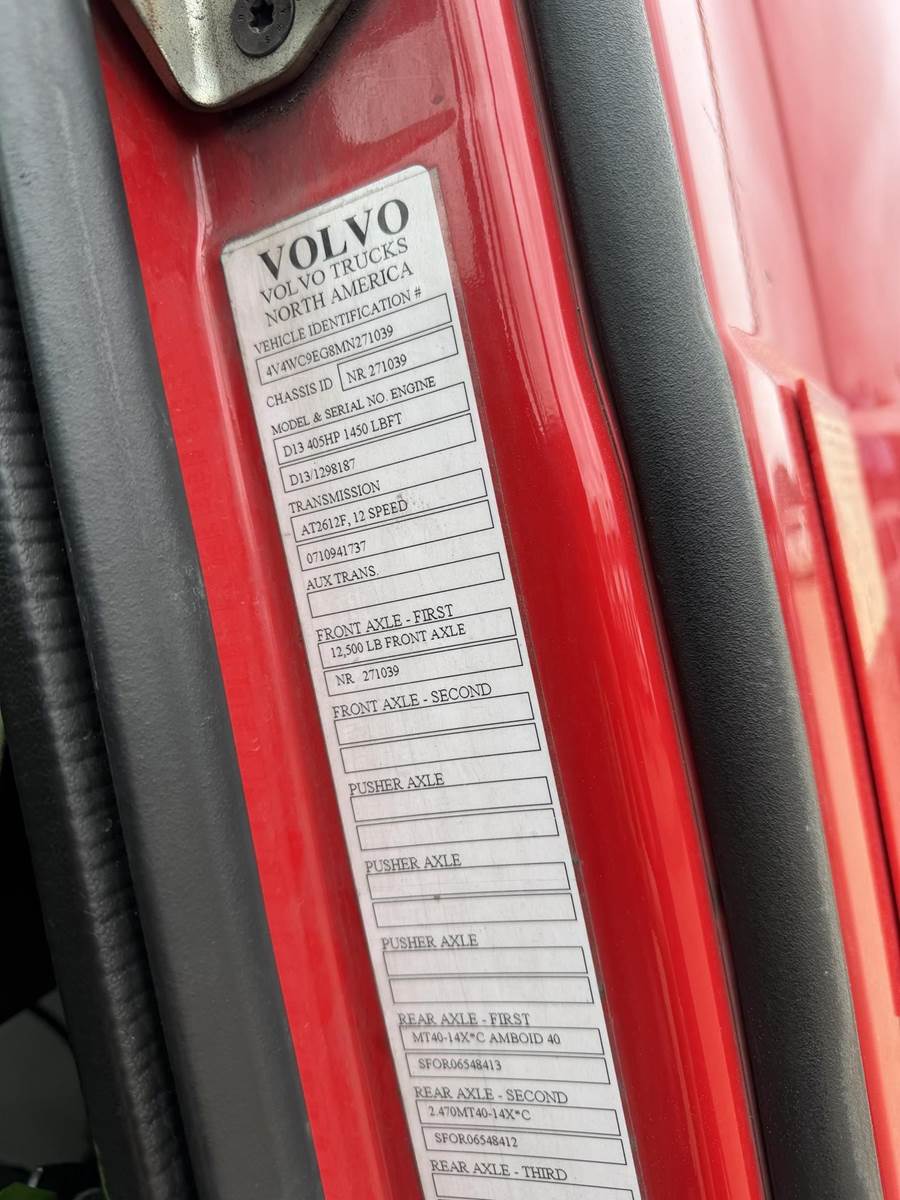 VOLVO
VOLVO TRUCKS
NORTH AMERICA
VEHICLE IDENTIFICATION #
4V4WC9EG8MN271039
CHASSIS ID NR 271039
MODEL & SERIAL NO. ENGINE
D13 405HP 1450 LBFT
D13/1298187
TRANSMISSION
AT2612F, 12 SPEED
0710941737
AUX TRANS.
FRONT AXLE - FIRST
12,500 LB FRONT AXLE
NR 271039
FRONT AXLE - SECOND
PUSHER AXLE
PUSHER AXLE
PUSHER AXLE
REAR AXLE - FIRST
MT40-14X*C AMBOID 40
SFOR06548413
REAR AXLE - SECOND
2.470MT40-14X*C
SFOR06548412
REAR AXLE - THIRD